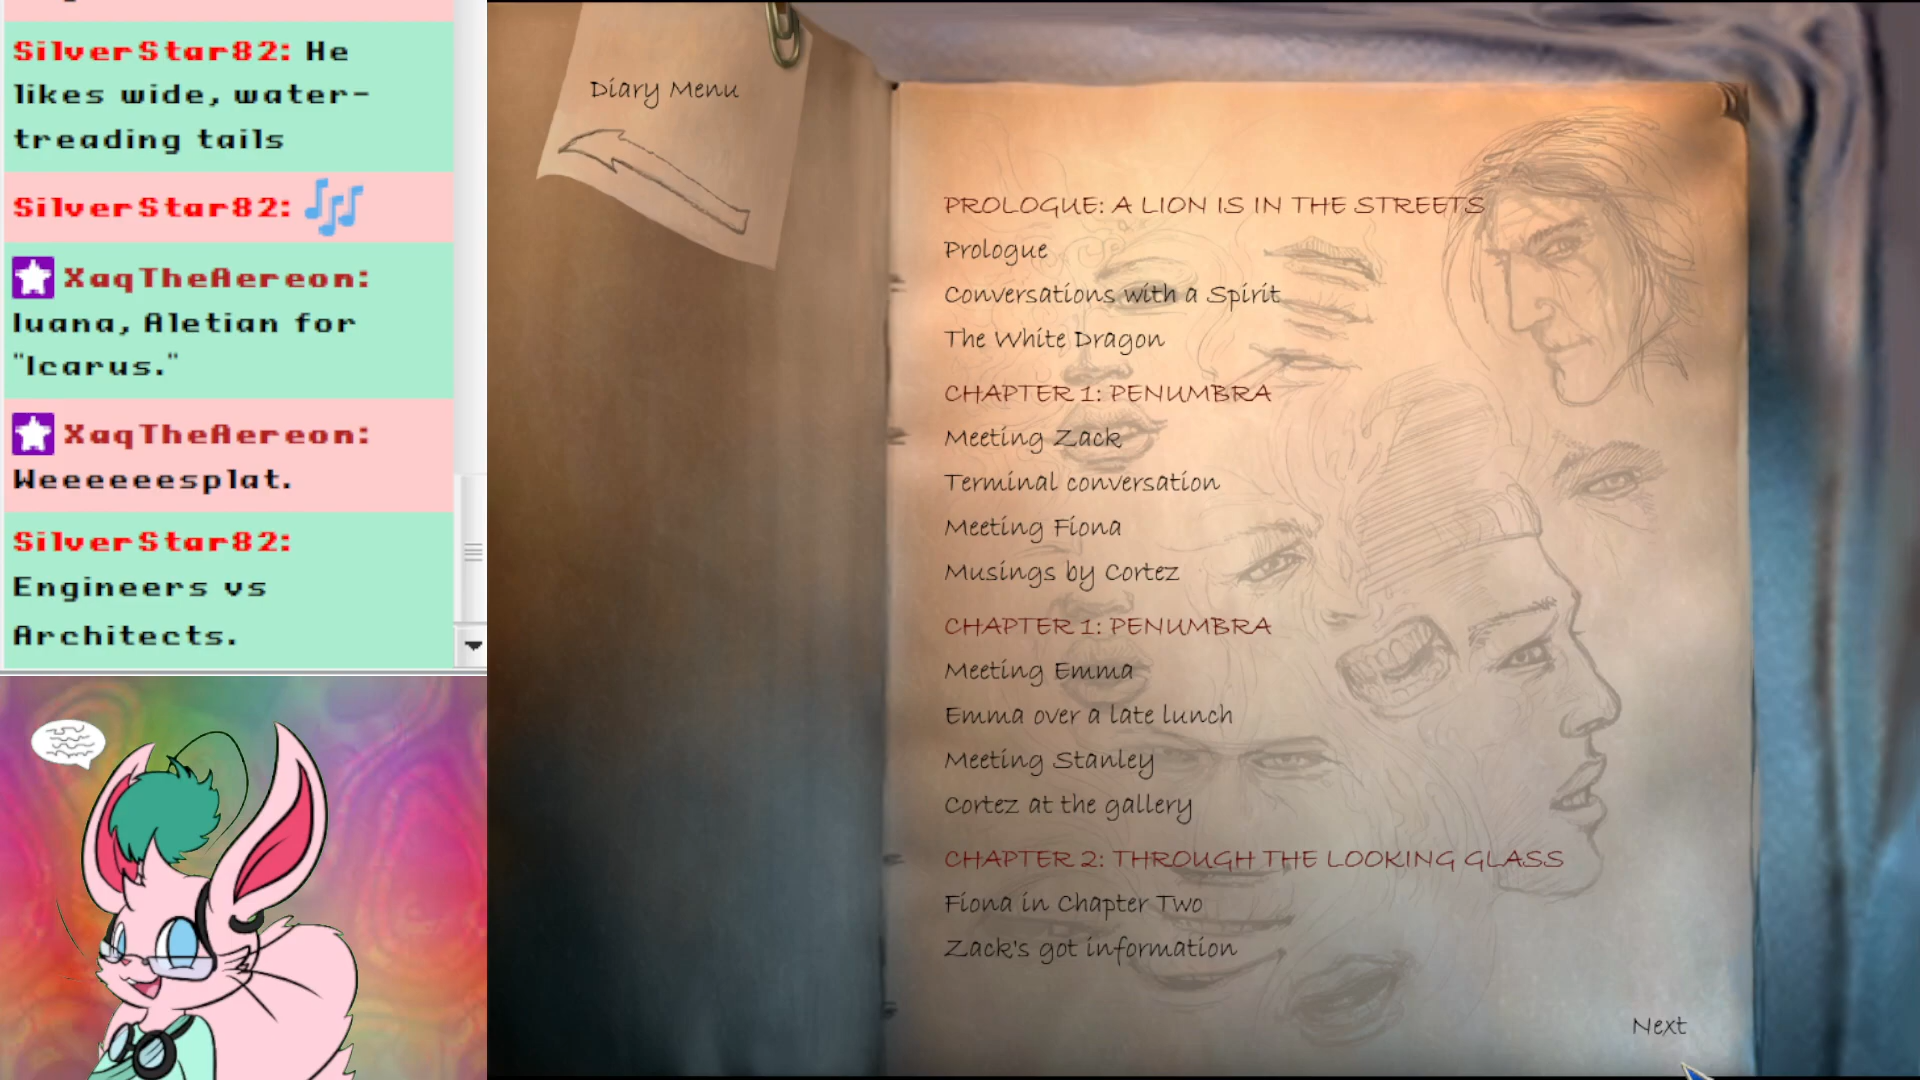 SilverStar82: He
likes wide, water-
treading tails
SilverStar82:
XaqTheAereon:
Iuana, Aletian for
"Icarus."
XaqTheAereon:
Weeeeeesplat.
SilverStar82:
Engineers vs
Architects.
Diary Menu
PROLOGUE: A LION IS IN THE STREETS
Prologue
Conversations with a Spirit
The White Dragon
CHAPTER 1: PENUMBRA
Meeting Zack
Terminal conversation
Meeting Fiona
Musings by Cortez
CHAPTER 1: PENUMBRA
Meeting Emma
Emma over a late lunch
Meeting Stanley
Cortez at the gallery
CHAPTER 2: THROUGH THE LOOKING GLASS
Fiona in Chapter Two
Zack's got information
Next